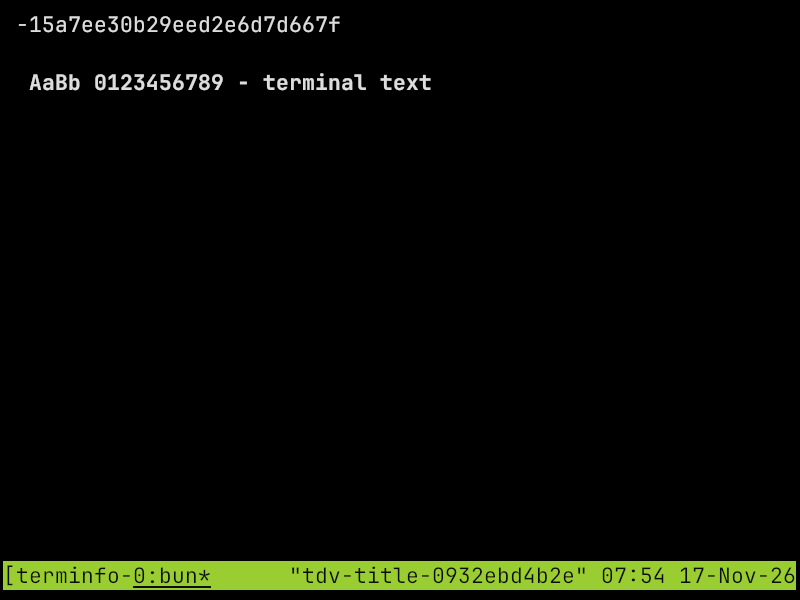 -15a7ee30b29eed2e6d7d667f
AaBb 0123456789 - terminal text
[terminfo-0:bun* "tdv-title-0932ebd4b2e" 07:54 17-Nov-26